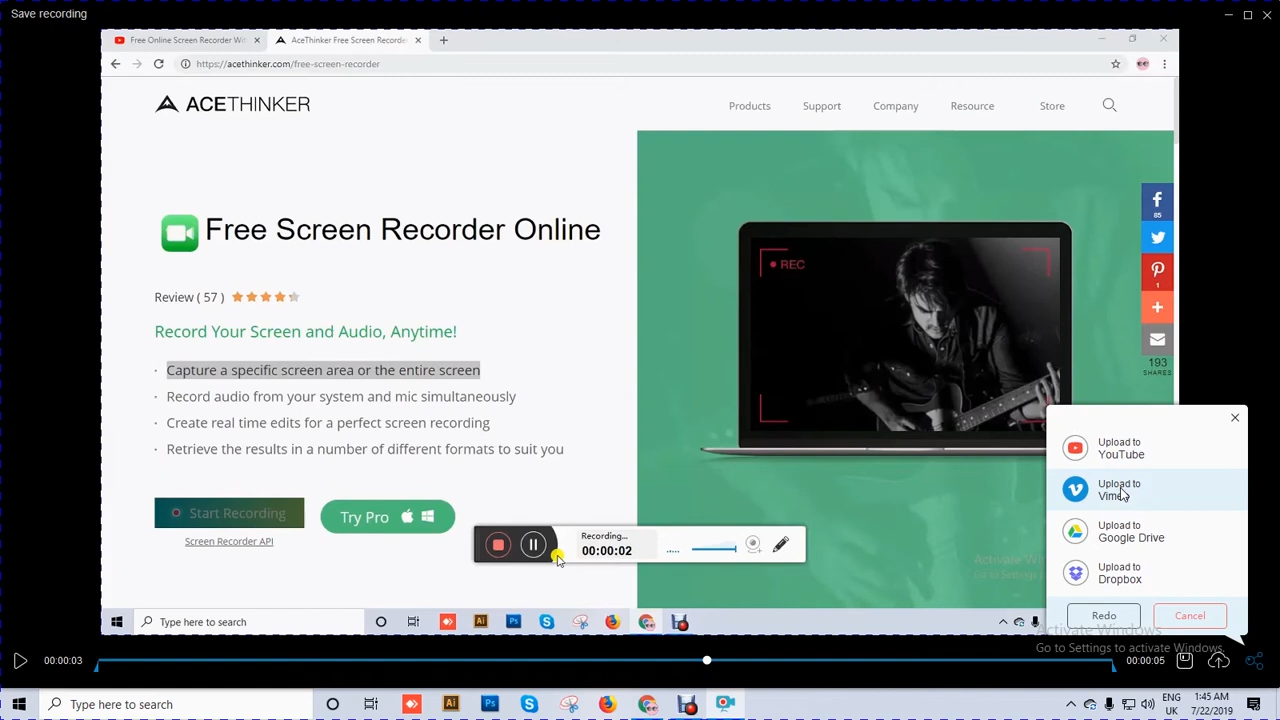 Save recording
Free Online Screen Recorder Wit
AceThinker Free Screen Recorder
https://acethinker.com/free-screen-recorder
ACETHINKER
Products
Support
Company
Resource
Store
Free Screen Recorder Online
REC
85
Review ( 57 )
Record Your Screen and Audio, Anytime!
1
Capture a specific screen area or the entire screen
Record audio from your system and mic simultaneously
Create real time edits for a perfect screen recording
Retrieve the results in a number of different formats to suit you
193
SHARES
Start Recording
Try Pro
Screen Recorder API
Recording...
00:00:02
Activate Windows
Upload to
YouTube
Upload to
Upload to
Google Drive
Upload to
Dropbox
Redo
Cancel
Type here to search
Activate Windows
Go to Settings to activate Windows.
00:00:03
00:00:05
Type here to search
ENG
UK
1:45 AM
7/22/2019